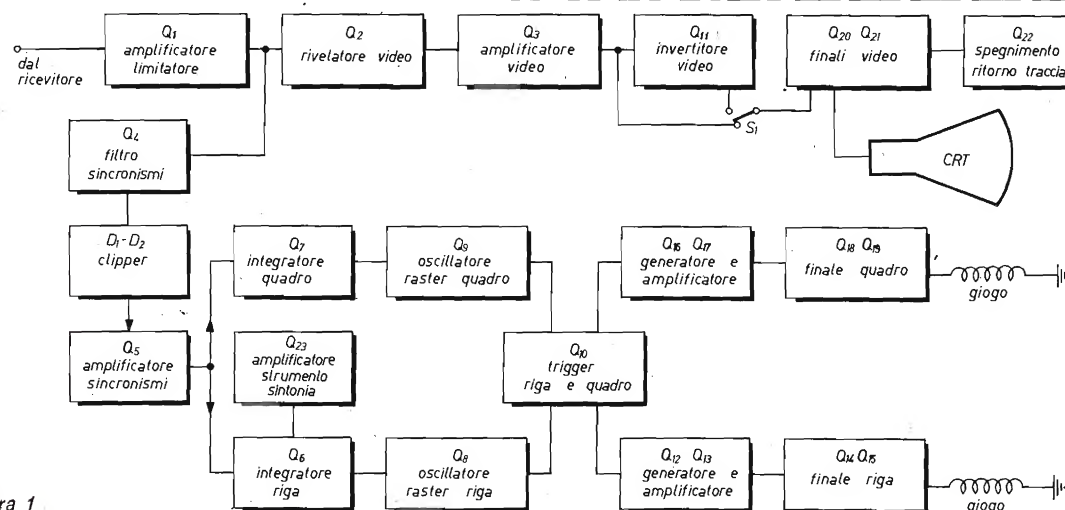 Q1
amplificatore
limitatore
Q2
rivelatore video
Q3
amplificatore
video
Q11
invertitore
video
Q20 Q21
finali video
Q22
spegnimento
ritorno traccia
dal
ricevitore
S1
Q4
filtro
sincronismi
CRT
D1-D2
clipper
Q7
integratore
quadro
Q9
oscillatore
raster quadro
Q16 Q17
generatore e
amplificatore
Q18 Q19
finale quadro
giogo
Q5
amplificatore
sincronismi
Q23
amplificatore
strumento
sintonia
Q10
trigger
riga e quadro
Q6
integratore
riga
Q8
oscillatore
raster riga
Q12 Q13
generatore e
amplificatore
Q14 Q15
finale riga
giogo
ra 1